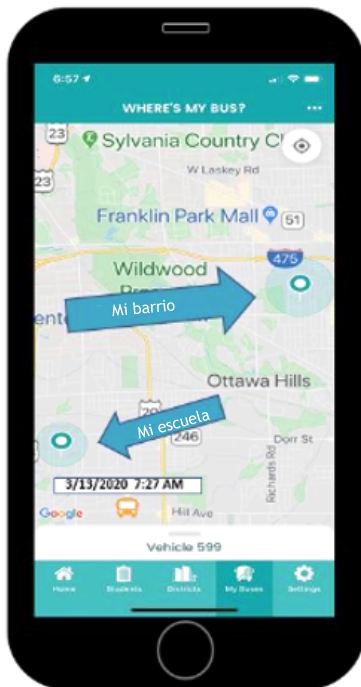 6:57
WHERE'S MY BUS?
23
Sylvania Country C
W Laskey Rd
23
Franklin Park Mall
51
475
Wildwood
Mi barrio
Ottawa Hills
Mi escuela
246
Dorr St
Richards Rd
3/13/2020 7:27 AM
Google
Hill Ave
Vehicle 599
Home
Students
Districts
My Buses
Settings